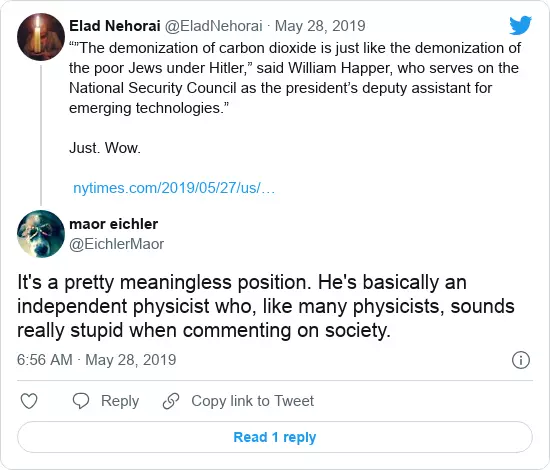 Elad Nehorai @EladNehorai · May 28, 2019
“”The demonization of carbon dioxide is just like the demonization of
the poor Jews under Hitler,” said William Happer, who serves on the
National Security Council as the president’s deputy assistant for
emerging technologies.”
Just. Wow.
nytimes.com/2019/05/27/us/…
maor eichler
@EichlerMaor
It's a pretty meaningless position. He's basically an
independent physicist who, like many physicists, sounds
really stupid when commenting on society.
6:56 AM · May 28, 2019
Reply Copy link to Tweet
Read 1 reply